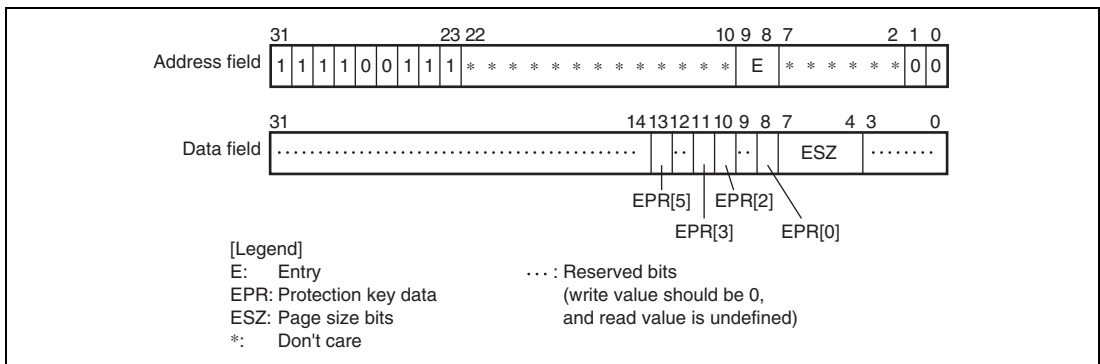 31 23 22 10 9 8 7 2 1 0
Address field 1 1 1 1 0 0 1 1 1 * * * * * * * * * * * * * E * * * * * * 0 0
31 14 13 12 11 10 9 8 7 4 3 0
Data field ESZ
EPR[5] EPR[2]
EPR[3] EPR[0]
[Legend]
E: Entry ... : Reserved bits
EPR: Protection key data (write value should be 0,
ESZ: Page size bits and read value is undefined)
*: Don't care